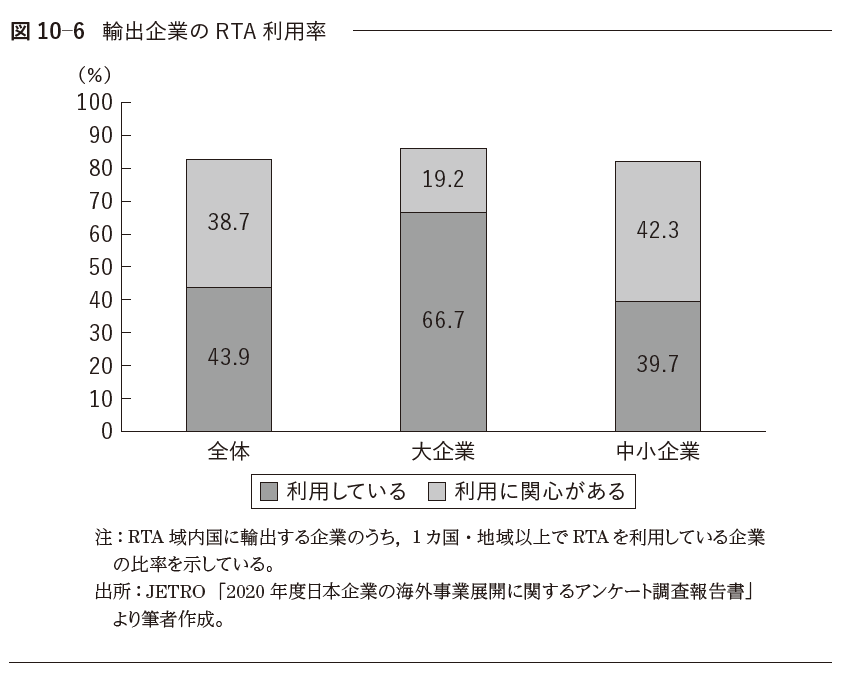 図 10-6 輸出企業の RTA 利用率
(%)
100
90
80
70
60
50
40
30
20
10
0
38.7
43.9
19.2
66.7
42.3
39.7
全体 大企業 中小企業
利用している 利用に関心がある
注：RTA 域内国に輸出する企業のうち，1 カ国・地域以上で RTA を利用している企業
の比率を示している。
出所：JETRO「2020 年度日本企業の海外事業展開に関するアンケート調査報告書」
より筆者作成。